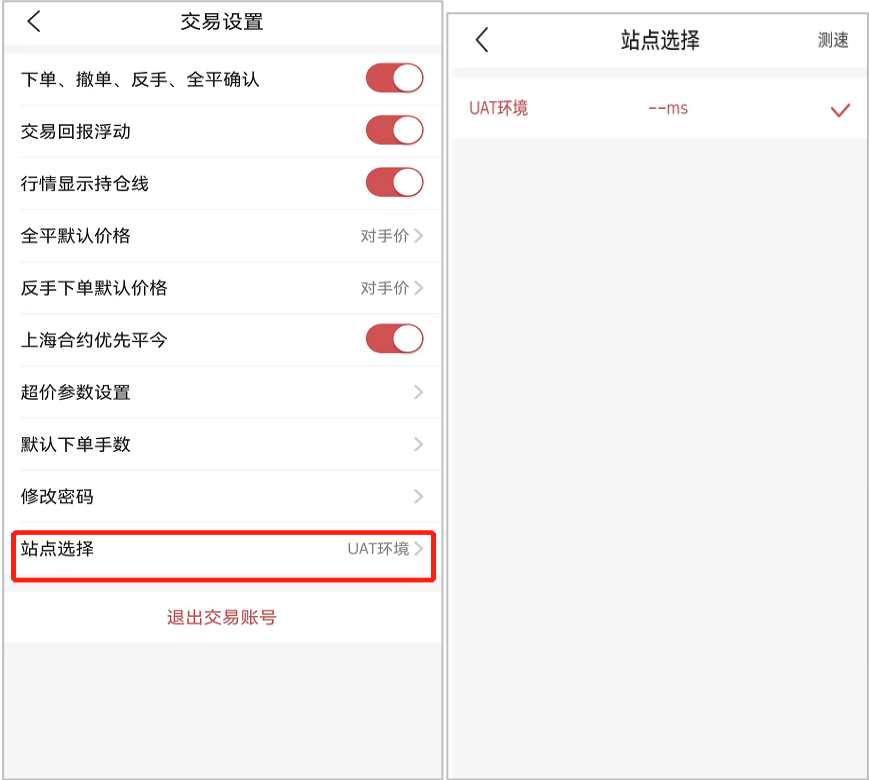 交易设置
下单、撤单、反手、全平确认
交易回报浮动
行情显示持仓线
全平默认价格 对手价
反手下单默认价格 对手价
上海合约优先平今
超价参数设置
默认下单手数
修改密码
站点选择 UAT环境
退出交易账号
站点选择 测速
UAT环境 --ms